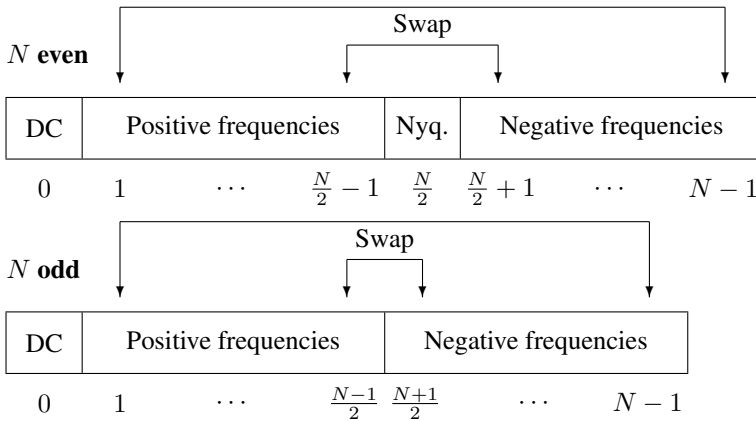 Swap
N even
DC Positive frequencies Nyq. Negative frequencies
0 1 ⋯ N/2 − 1 N/2 N/2 + 1 ⋯ N − 1
Swap
N odd
DC Positive frequencies Negative frequencies
0 1 ⋯ N−1/2 N+1/2 ⋯ N − 1